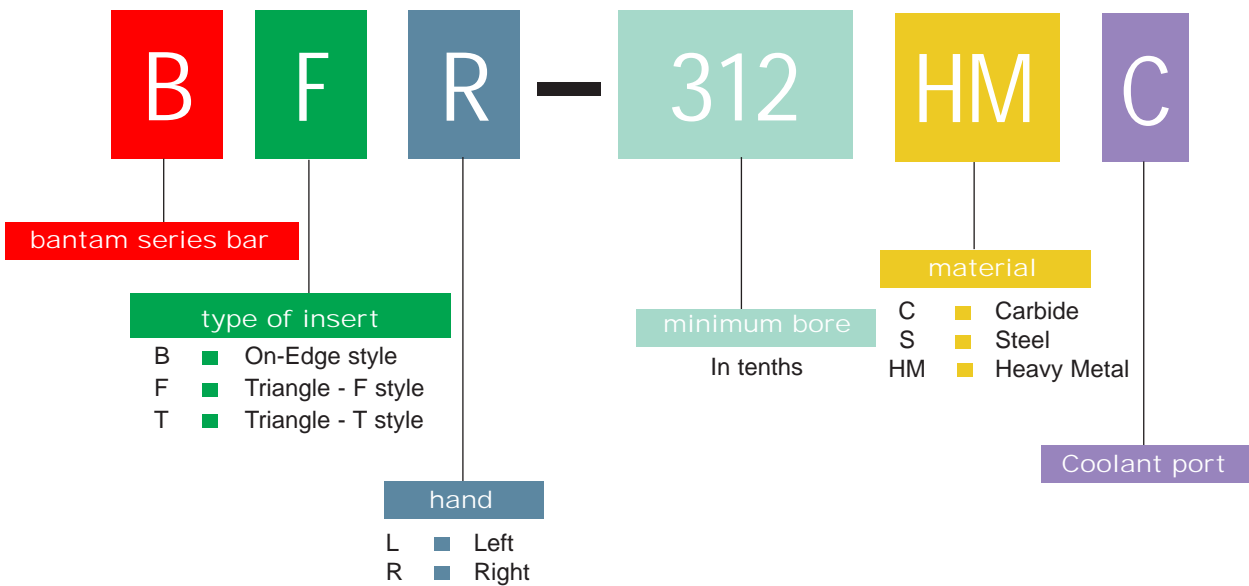 B F R - 312 HM C
bantam series bar
type of insert
B ■ On-Edge style
F ■ Triangle - F style
T ■ Triangle - T style
hand
L ■ Left
R ■ Right
minimum bore
In tenths
material
C ■ Carbide
S ■ Steel
HM ■ Heavy Metal
Coolant port